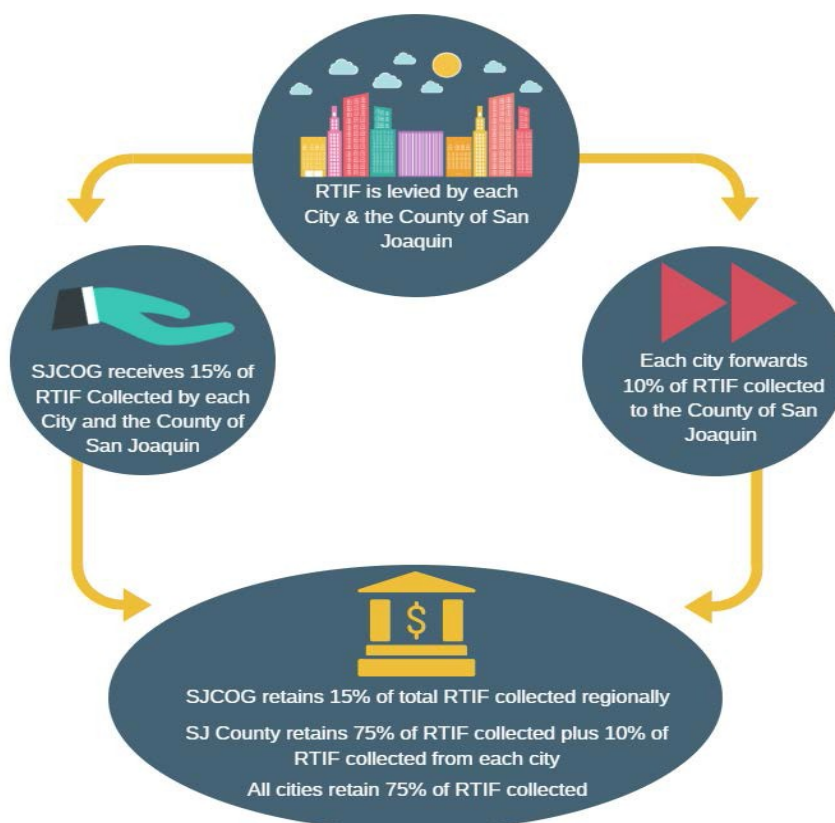 RTIF is levied by each
City & the County of San
Joaquin
SJCOG receives 15% of
RTIF Collected by each
City and the County of
San Joaquin
Each city forwards
10% of RTIF collected
to the County of San
Joaquin
$
SJCOG retains 15% of total RTIF collected regionally
SJ County retains 75% of RTIF collected plus 10% of
RTIF collected from each city
All cities retain 75% of RTIF collected